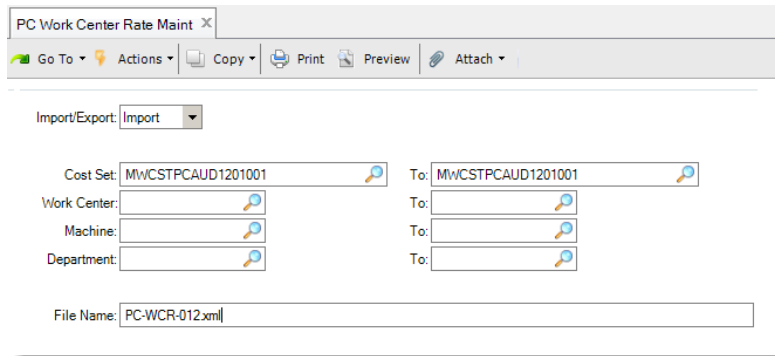 PC Work Center Rate Maint
Go To Actions Copy Print Preview Attach
Import/Export: Import
Cost Set: MWCSTPCAUD1201001 To: MWCSTPCAUD1201001
Work Center: To:
Machine: To:
Department: To:
File Name: PC-WCR-012.xml